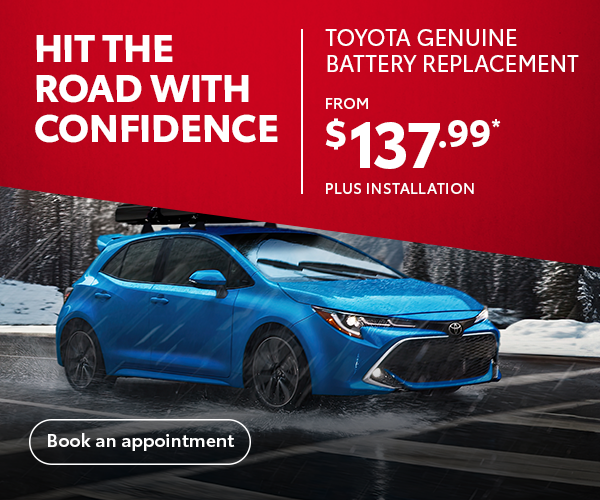 HIT THE
ROAD WITH
CONFIDENCE
TOYOTA GENUINE
BATTERY REPLACEMENT
FROM
$137.99*
PLUS INSTALLATION
Book an appointment